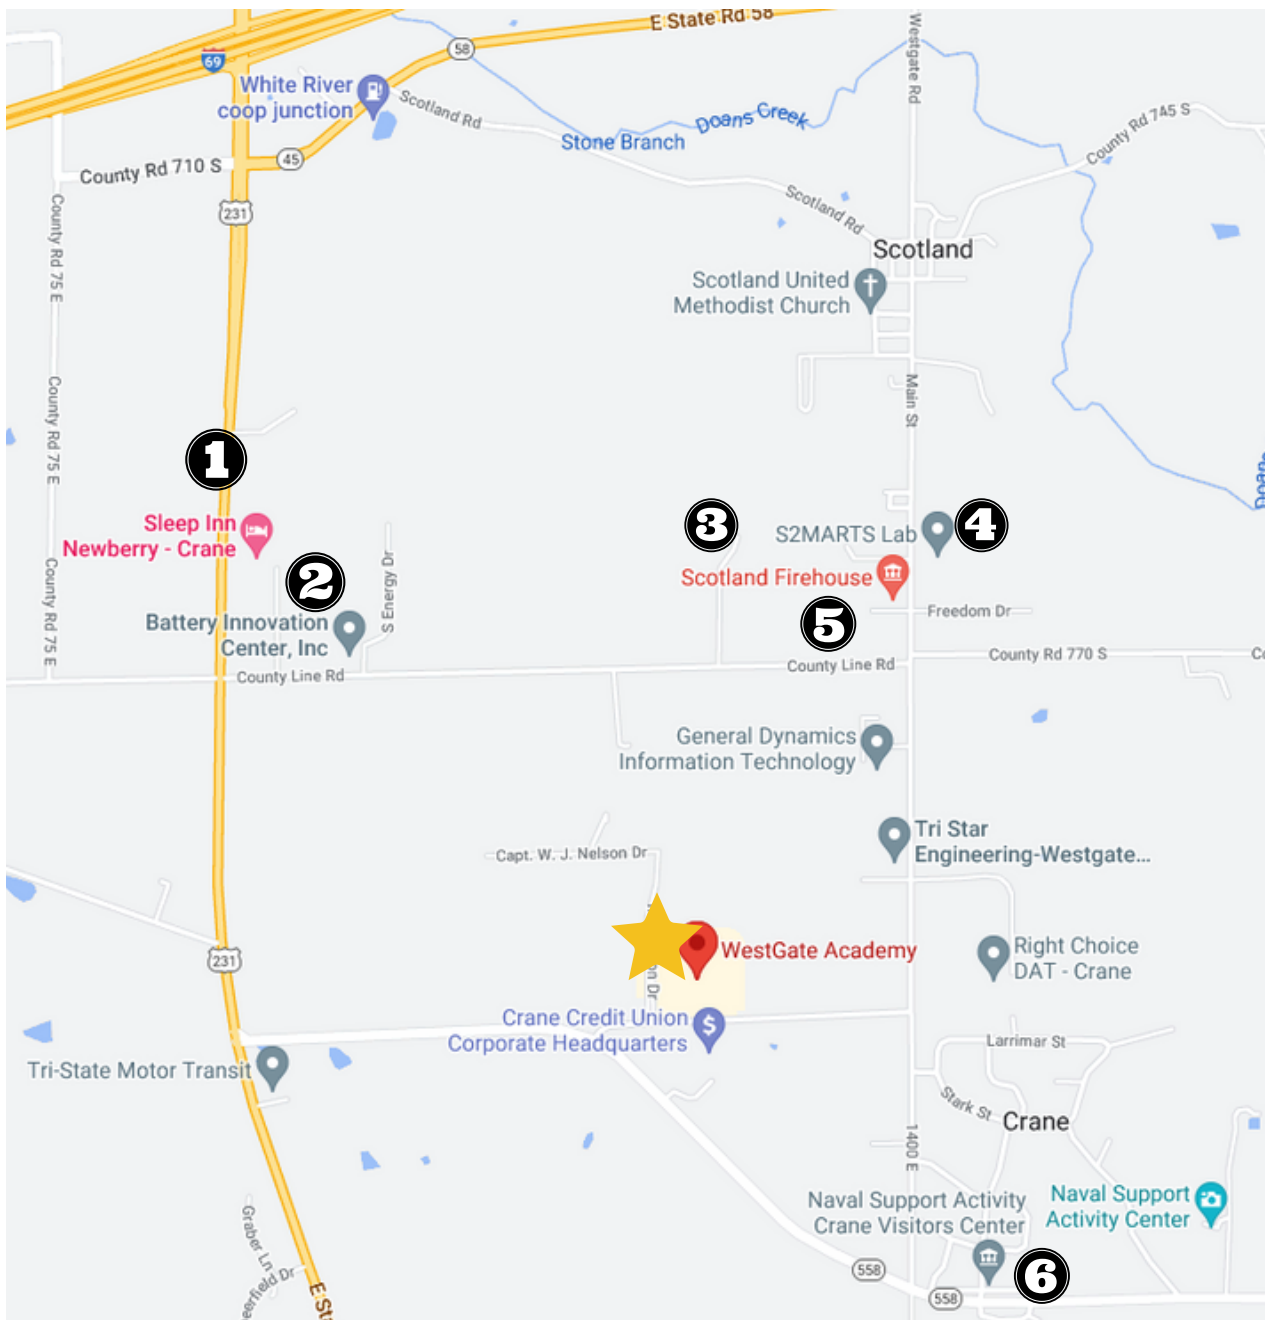 E State Rd 58
Westgate Rd
69
58
White River
coop junction
Scotland Rd
Doans Creek
Stone Branch
County Rd 745 S
45
County Rd 710 S
231
County Rd 75 E
Scotland Rd
Scotland
Scotland United
Methodist Church
County Rd 75 E
Main St
1
Doans
Sleep Inn
Newberry - Crane
3
S2MARTS Lab
4
S Energy Dr
2
Scotland Firehouse
County Rd 75 E
Battery Innovation
Center, Inc
5
Freedom Dr
County Line Rd
County Line Rd
County Rd 770 S
General Dynamics
Information Technology
Tri Star
Engineering-Westgate...
Capt. W. J. Nelson Dr
WestGate Academy
on Dr
Right Choice
DAT - Crane
231
Crane Credit Union
Corporate Headquarters
$
Larrimar St
Tri-State Motor Transit
Stark St
Crane
1400 E
Naval Support Activity
Crane Visitors Center
Naval Support
Activity Center
Graber Ln
eerfield Dr
558
6
558
E Sta